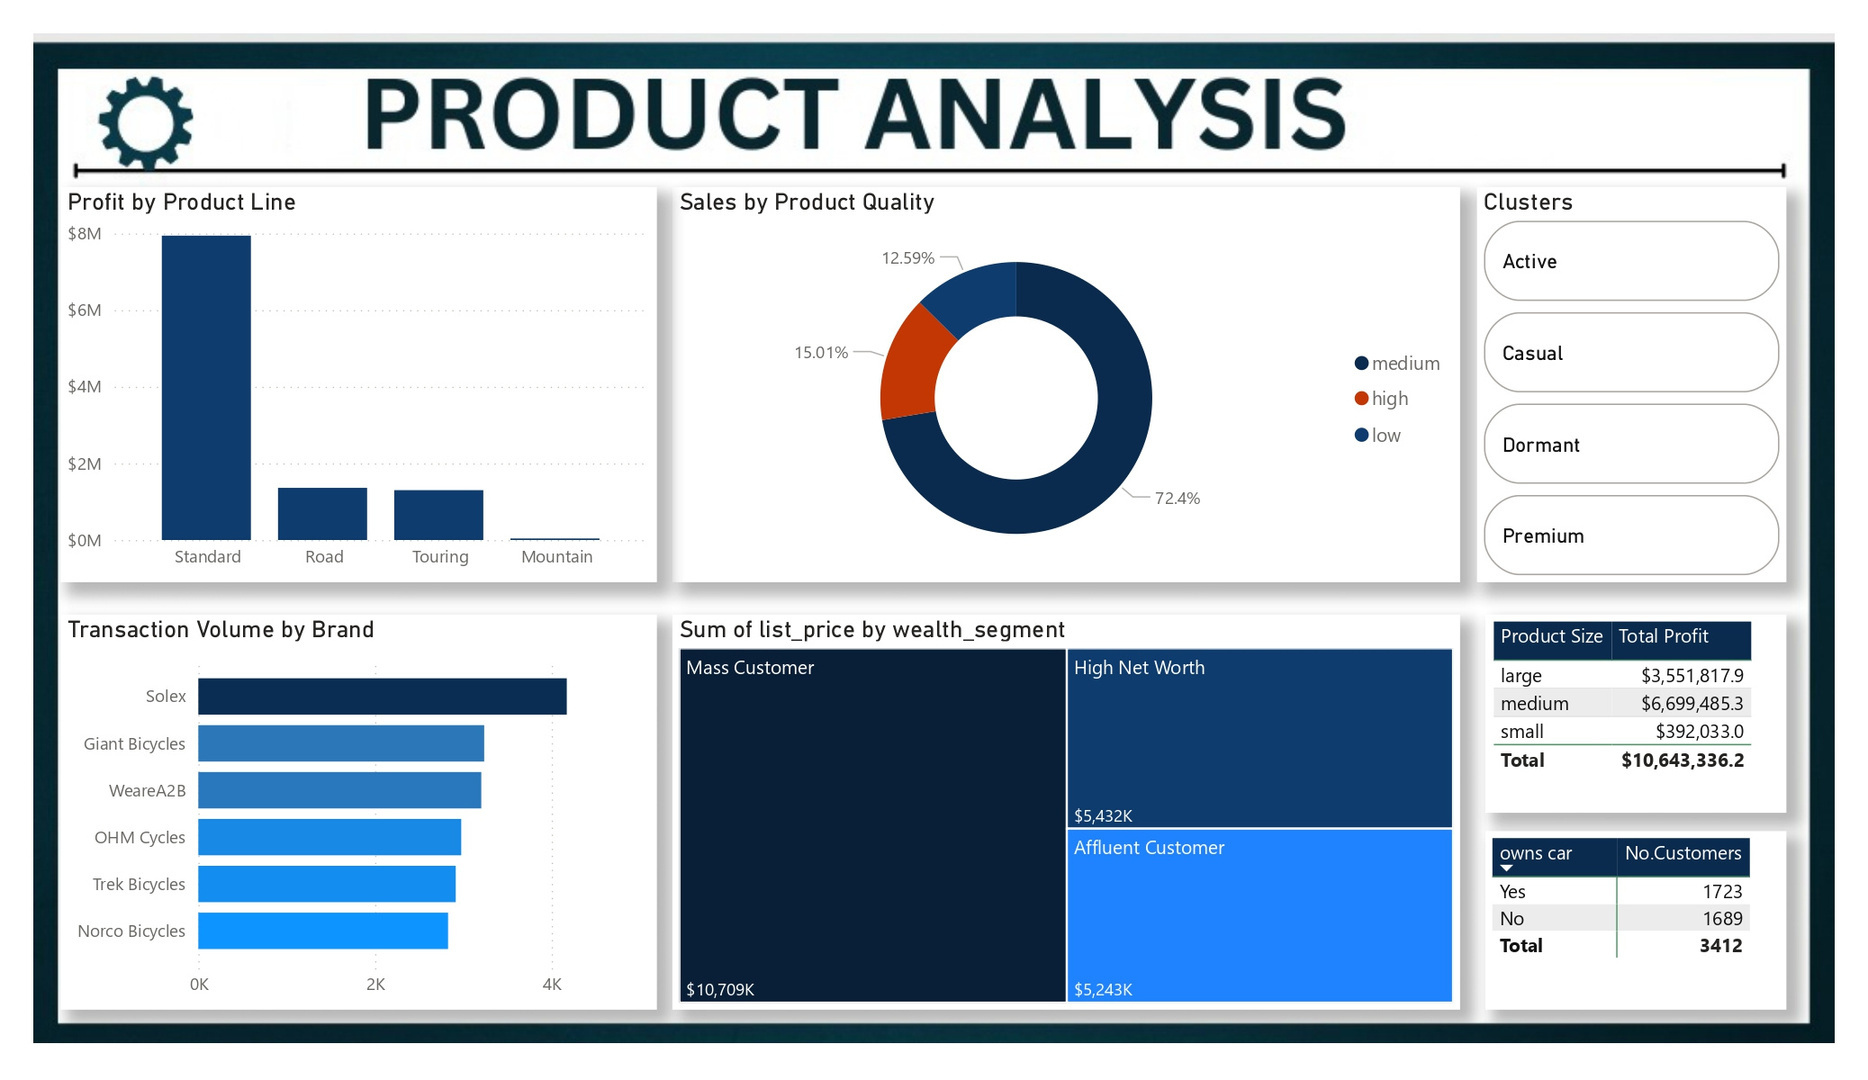 PRODUCT ANALYSIS
Profit by Product Line
$8M
$6M
$4M
$2M
$0M
Standard
Road
Touring
Mountain
Sales by Product Quality
12.59%
15.01%
72.4%
medium
high
low
Clusters
Active
Casual
Dormant
Premium
Transaction Volume by Brand
Solex
Giant Bicycles
WeareA2B
OHM Cycles
Trek Bicycles
Norco Bicycles
0K
2K
4K
Sum of list_price by wealth_segment
Mass Customer
$10,709K
High Net Worth
$5,432K
Affluent Customer
$5,243K
Product Size Total Profit
large $3,551,817.9
medium $6,699,485.3
small $392,033.0
Total $10,643,336.2
owns car No.Customers
Yes 1723
No 1689
Total 3412